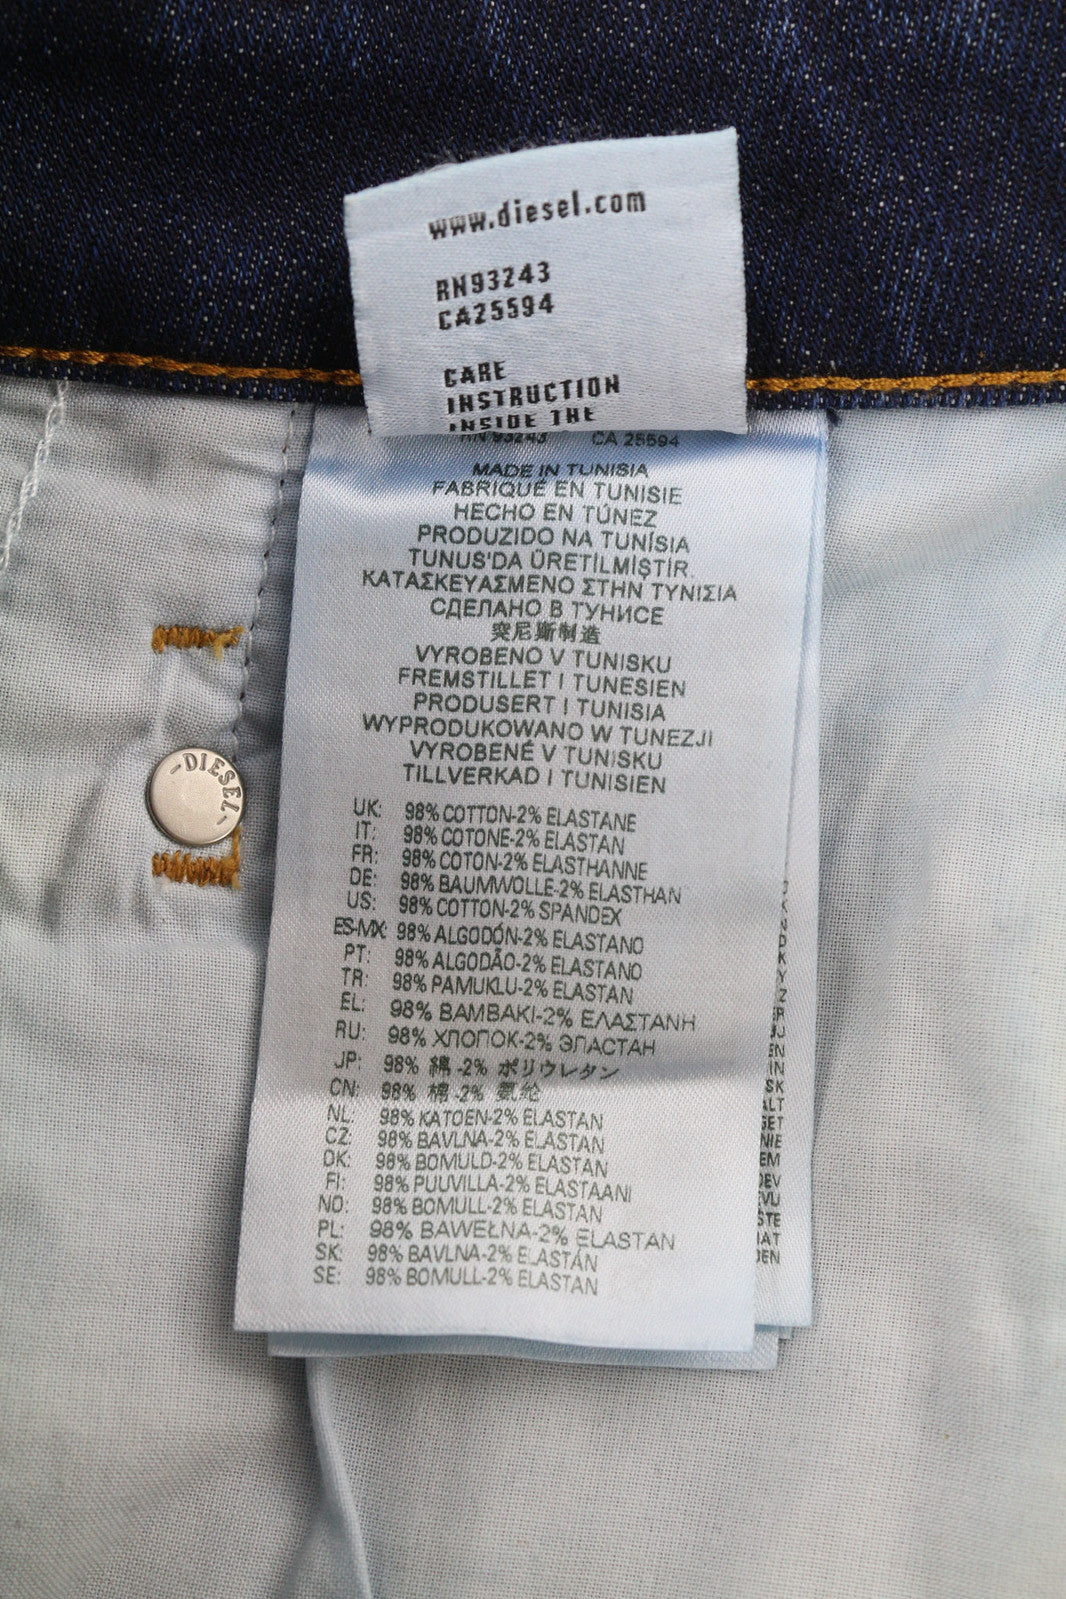 www.diesel.com
RN93243
CA25594
CARE
INSTRUCTION
INSIDE THE
RN 93243 CA 25594
MADE IN TUNISIA
FABRIQUÉ EN TUNISIE
HECHO EN TÚNEZ
PRODUZIDO NA TUNÍSIA
TUNUS'DA ÜRETİLMİŞTİR.
ΚΑΤΑΣΚΕΥΑΣΜΕΝΟ ΣΤΗΝ ΤΥΝΙΣΙΑ
СДЕЛАНО В ТУНИСЕ
突尼斯制造
VYROBENO V TUNISKU
FREMSTILLET I TUNESIEN
PRODUSERT I TUNISIA
WYPRODUKOWANO W TUNEZJI
VYROBENÉ V TUNISKU
TILLVERKAD I TUNISIEN
UK: 98% COTTON-2% ELASTANE
IT: 98% COTONE-2% ELASTAN
FR: 98% COTON-2% ELASTHANNE
DE: 98% BAUMWOLLE-2% ELASTHAN
US: 98% COTTON-2% SPANDEX
ES-MX: 98% ALGODÓN-2% ELASTANO
PT: 98% ALGODÃO-2% ELASTANO
TR: 98% PAMUKLU-2% ELASTAN
EL: 98% ΒΑΜΒΑΚΙ-2% ΕΛΑΣΤΑΝΗ
RU: 98% ХЛОПОК-2% ЭЛАСТАН
JP: 98% 綿 -2% ポリウレタン
CN: 98% 棉 -2% 氨纶
NL: 98% KATOEN-2% ELASTAN
CZ: 98% BAVLNA-2% ELASTAN
DK: 98% BOMULD-2% ELASTAN
FI: 98% PUUVILLA-2% ELASTAANI
NO: 98% BOMULL-2% ELASTAN
PL: 98% BAWEŁNA-2% ELASTAN
SK: 98% BAVLNA-2% ELASTÁN
SE: 98% BOMULL-2% ELASTAN
-DIESEL-